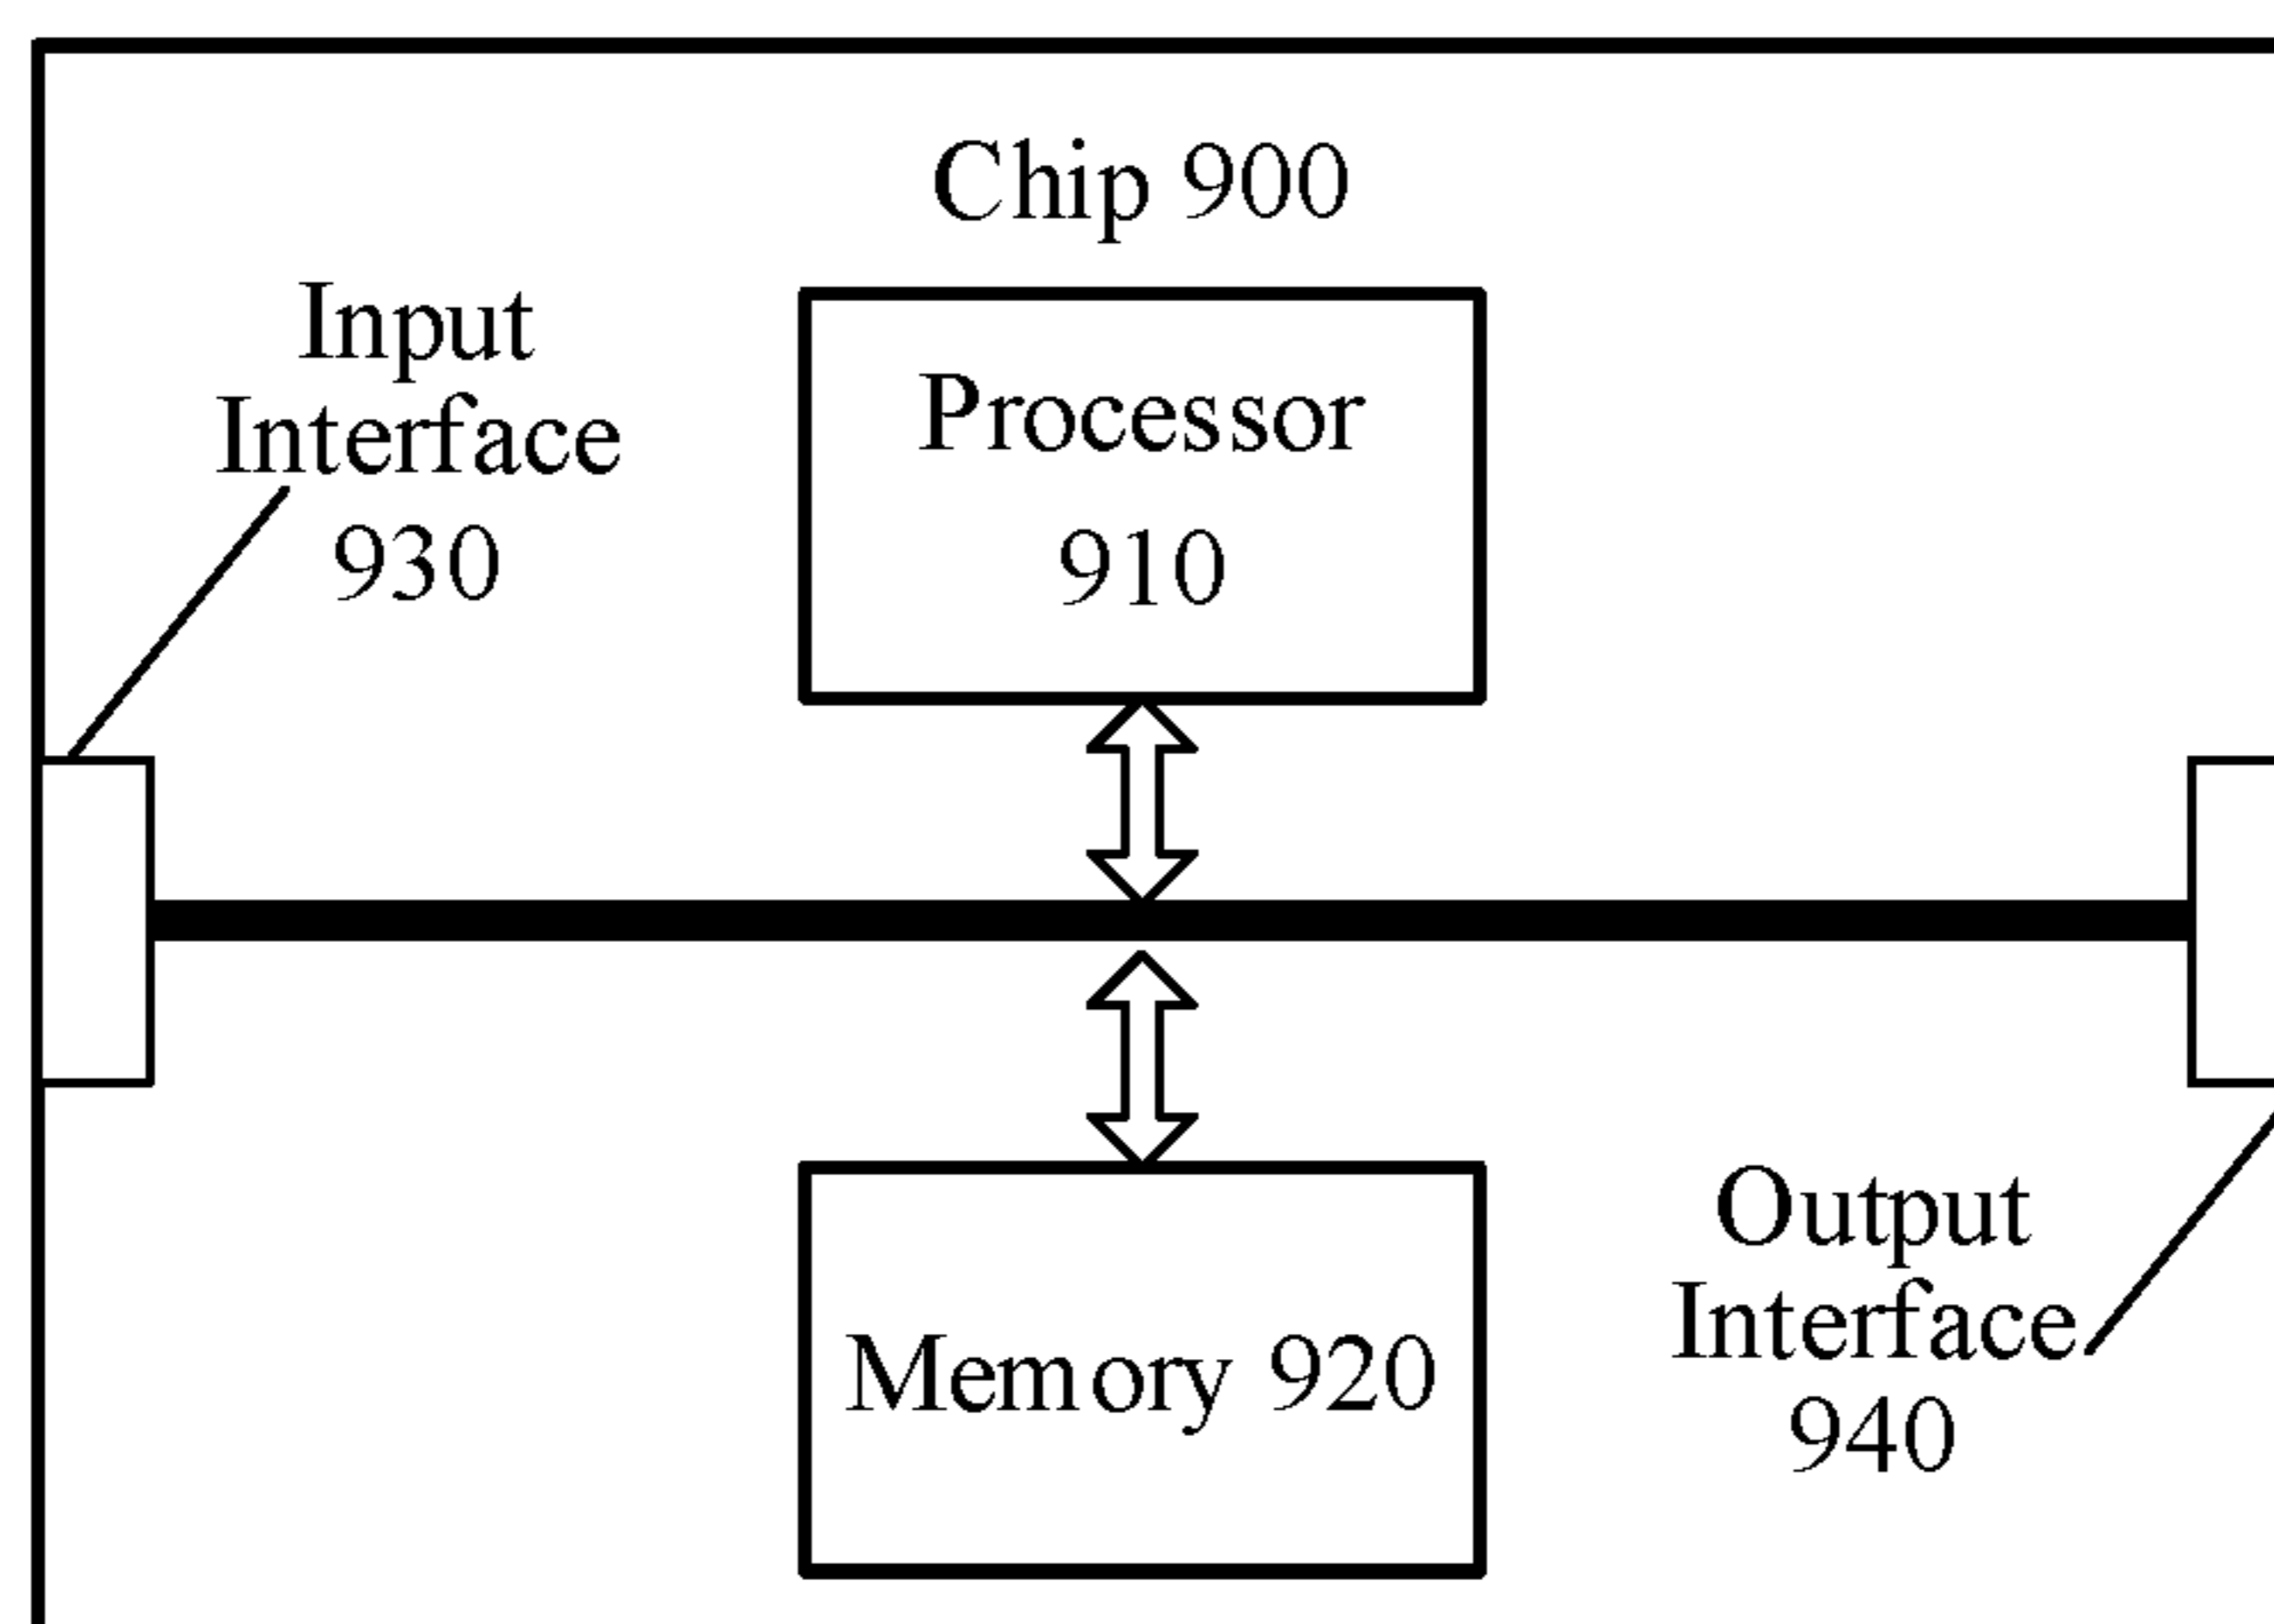 Chip 900
Input
Interface
930
Processor
910
Memory 920
Output
Interface
940